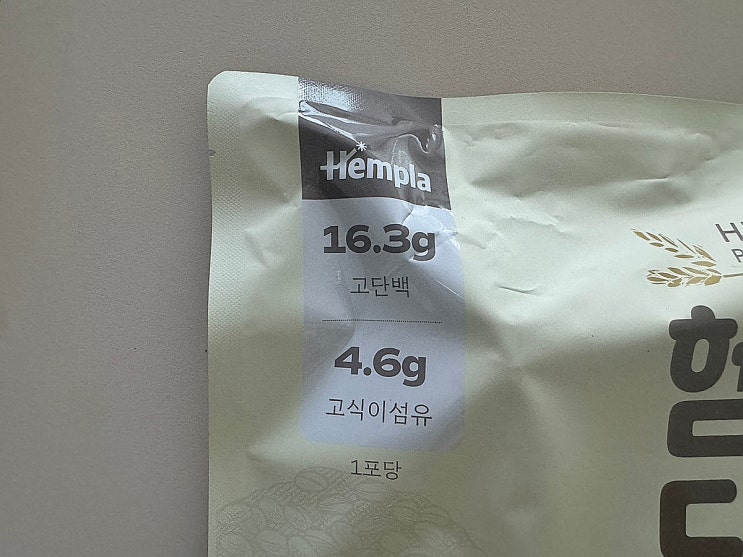 Hempla
16.3g
고단백
4.6g
고식이섬유
1포당